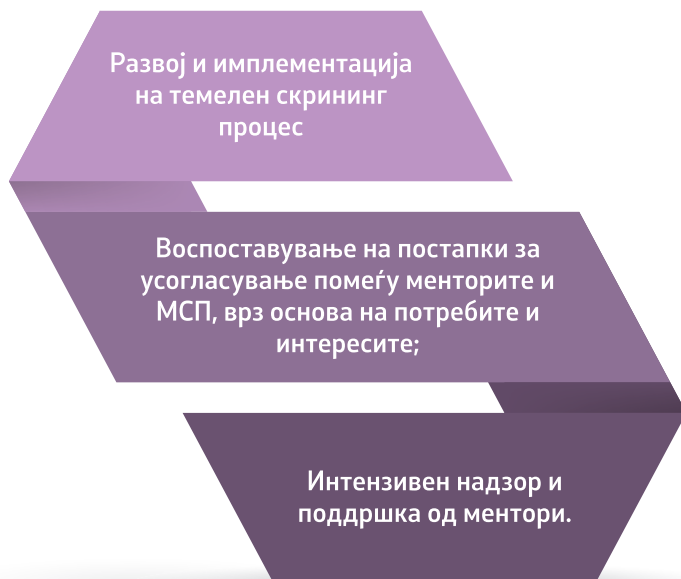 Развој и имплементација
на темелен скрининг
процес
Воспоставување на постапки за
усогласување помеѓу менторите и
МСП, врз основа на потребите и
интересите;
Интензивен надзор и
поддршка од ментори.